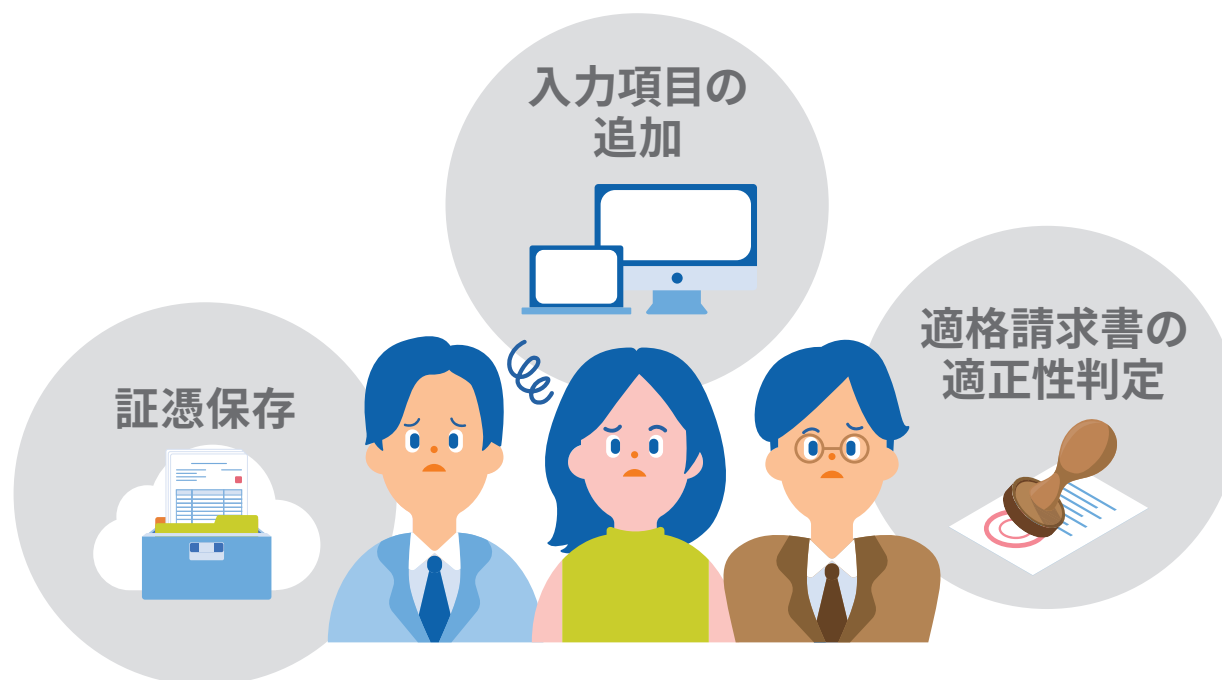 入力項目の
追加
証憑保存
適格請求書の
適正性判定